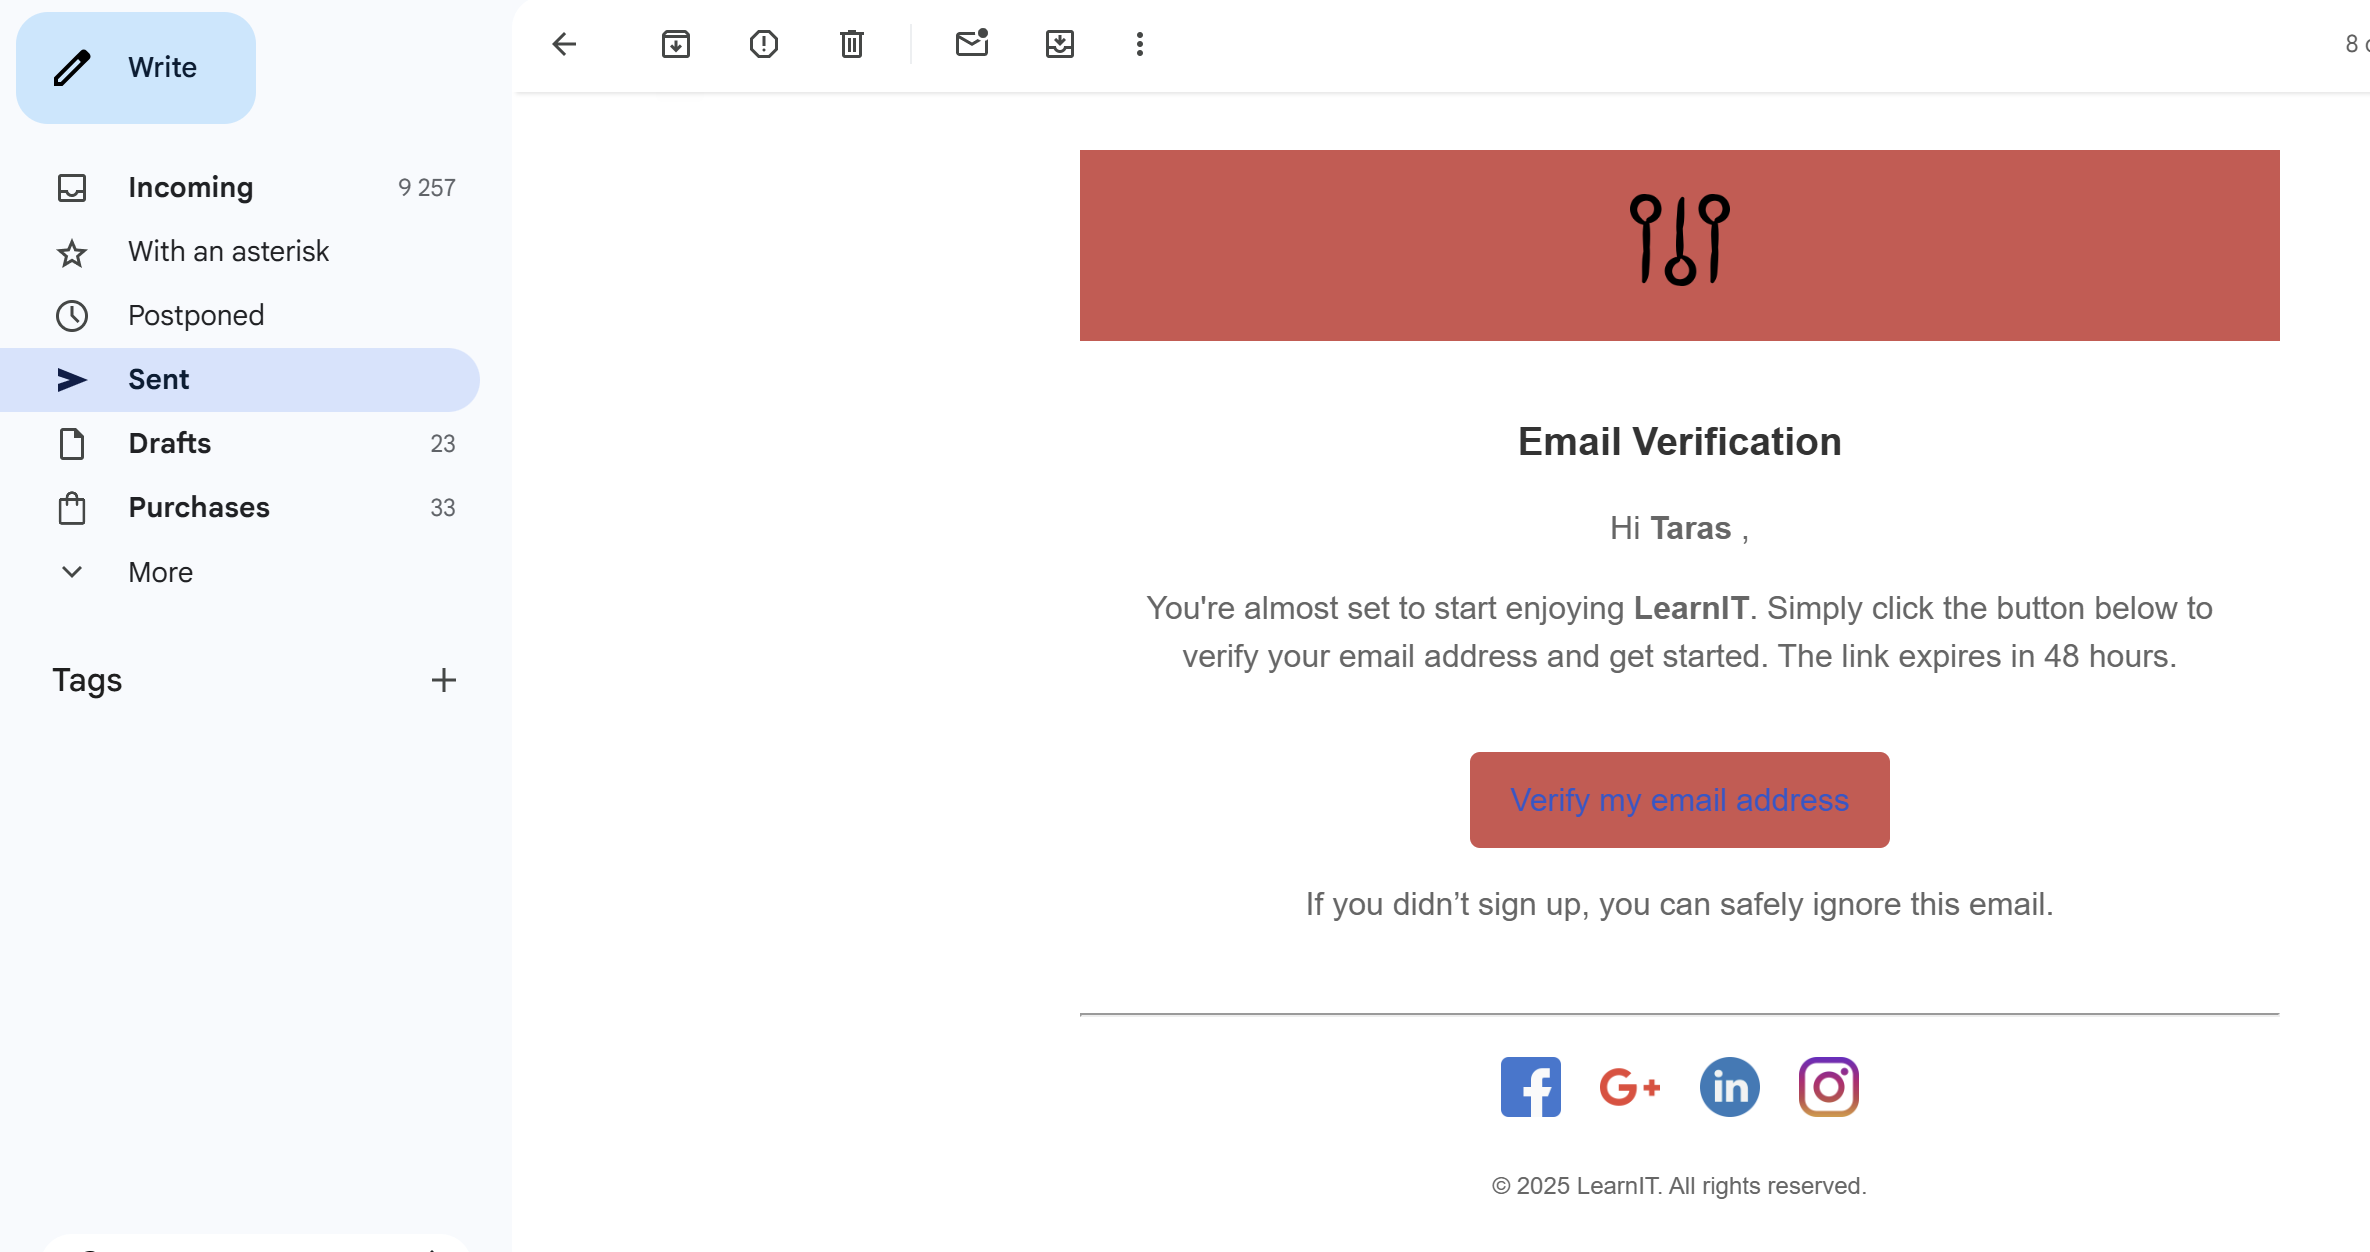 Write
Incoming 9 257
With an asterisk
Postponed
Sent
Drafts 23
Purchases 33
More
Tags
8
Email Verification
Hi Taras ,
You're almost set to start enjoying LearnIT. Simply click the button below to
verify your email address and get started. The link expires in 48 hours.
Verify my email address
If you didn’t sign up, you can safely ignore this email.
f G+ in
© 2025 LearnIT. All rights reserved.